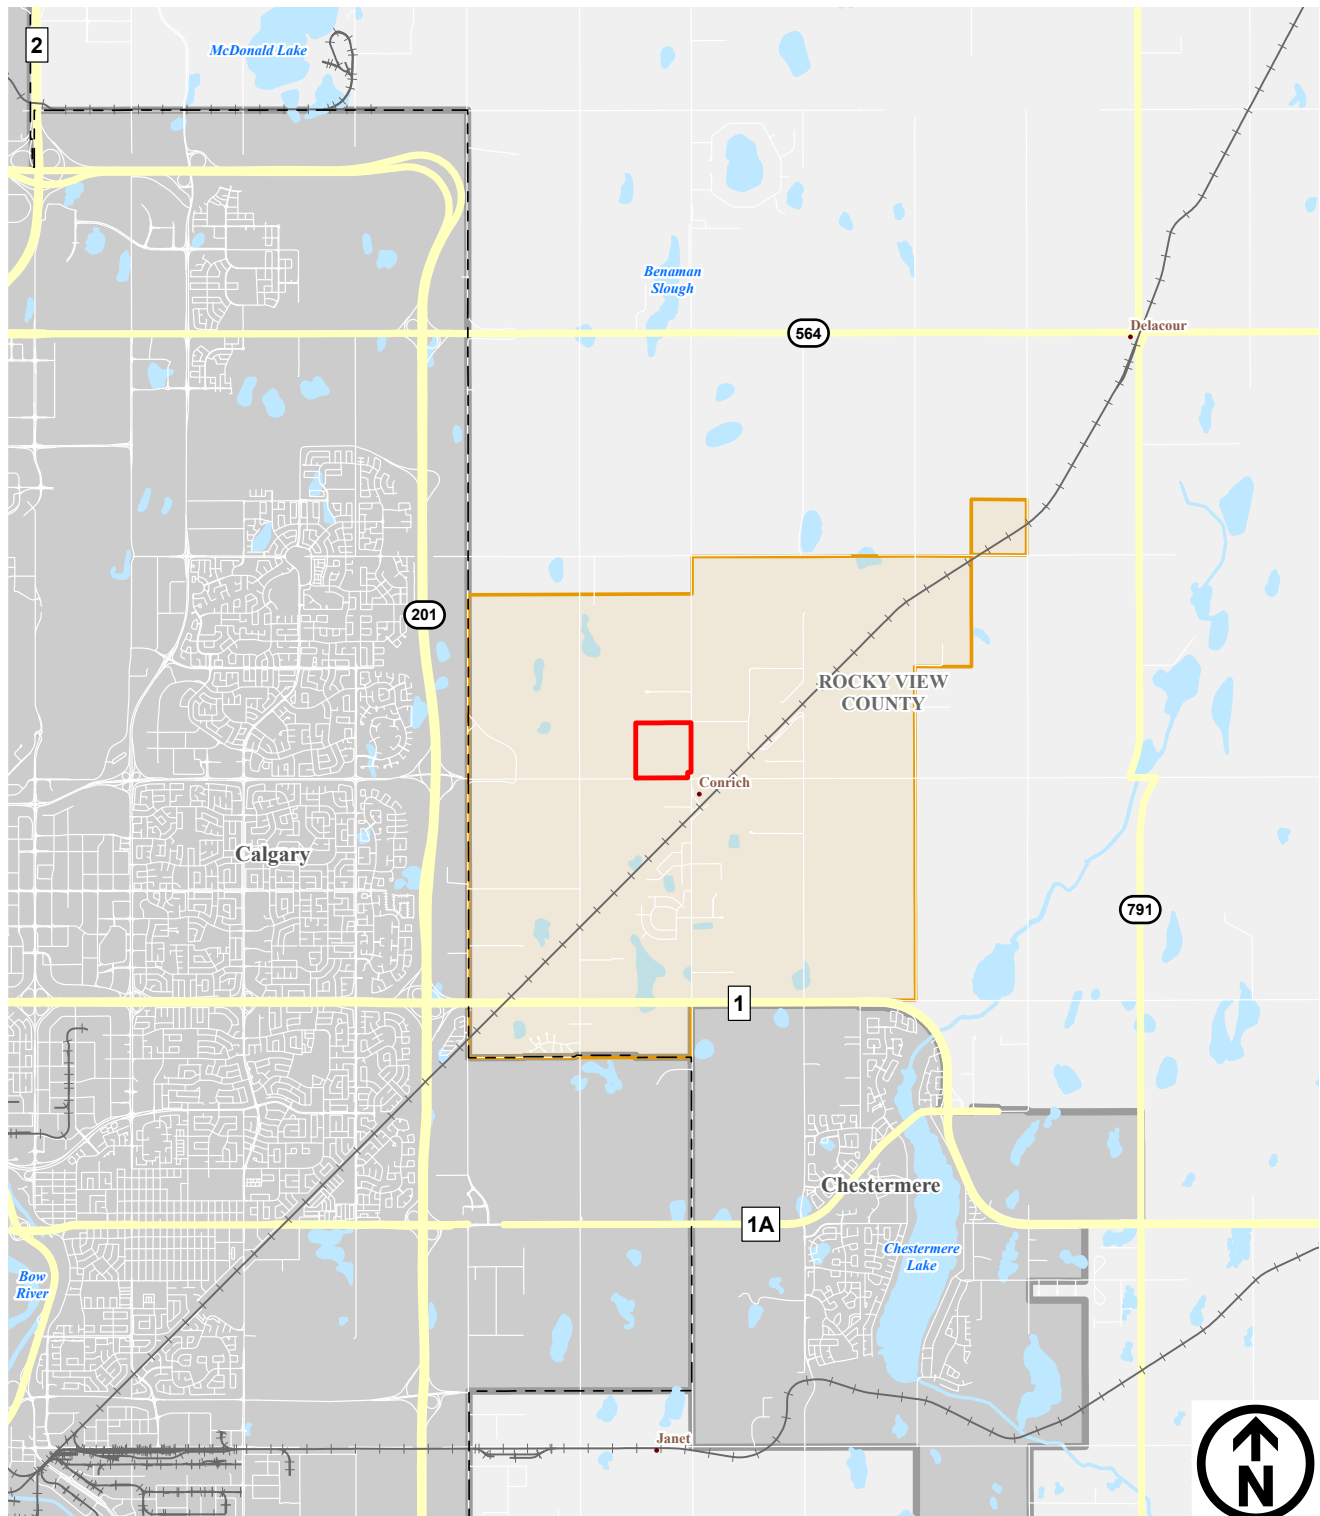 2
McDonald Lake
Benaman
Slough
564
Delacour
201
ROCKY VIEW
COUNTY
Conrich
Calgary
791
1
Chestermere
1A
Chestermere
Lake
Bow
River
Janet
N